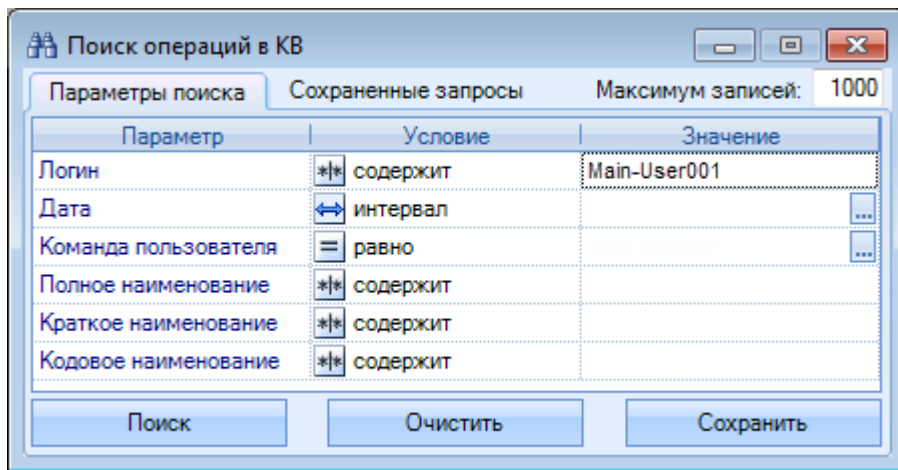 Поиск операций в КВ
Параметры поиска Сохраненные запросы Максимум записей: 1000
Параметр Условие Значение
Логин *|* содержит Main-User001
Дата интервал ...
Команда пользователя = равно ...
Полное наименование *|* содержит
Краткое наименование *|* содержит
Кодовое наименование *|* содержит
Поиск Очистить Сохранить